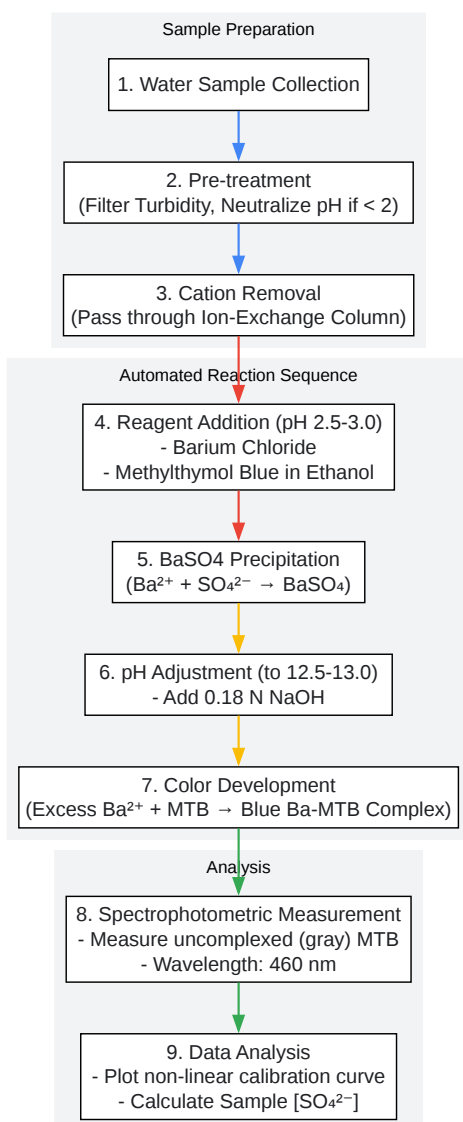 Sample Preparation
1. Water Sample Collection
2. Pre-treatment
(Filter Turbidity, Neutralize pH if < 2)
3. Cation Removal
(Pass through Ion-Exchange Column)
Automated Reaction Sequence
4. Reagent Addition (pH 2.5-3.0)
- Barium Chloride
- Methylthymol Blue in Ethanol
5. BaSO4 Precipitation
(Ba²⁺ + SO₄²⁻ → BaSO₄)
6. pH Adjustment (to 12.5-13.0)
- Add 0.18 N NaOH
7. Color Development
(Excess Ba²⁺ + MTB → Blue Ba-MTB Complex)
Analysis
8. Spectrophotometric Measurement
- Measure uncomplexed (gray) MTB
- Wavelength: 460 nm
9. Data Analysis
- Plot non-linear calibration curve
- Calculate Sample [SO₄²⁻]